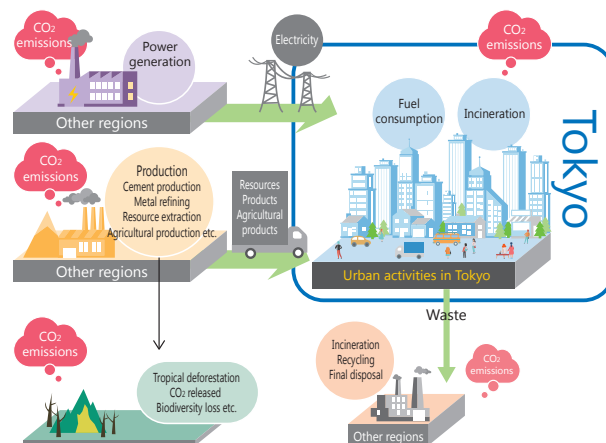 CO2
emissions
Power
generation
Other regions
Electricity
CO2
emissions
Fuel
consumption
Incineration
Tokyo
CO2
emissions
Production
Cement production
Metal refining
Resource extraction
Agricultural production etc.
Other regions
Resources
Products
Agricultural
products
Urban activities in Tokyo
Waste
CO2
emissions
Tropical deforestation
CO2 released
Biodiversity loss etc.
Incineration
Recycling
Final disposal
CO2
emissions
Other regions